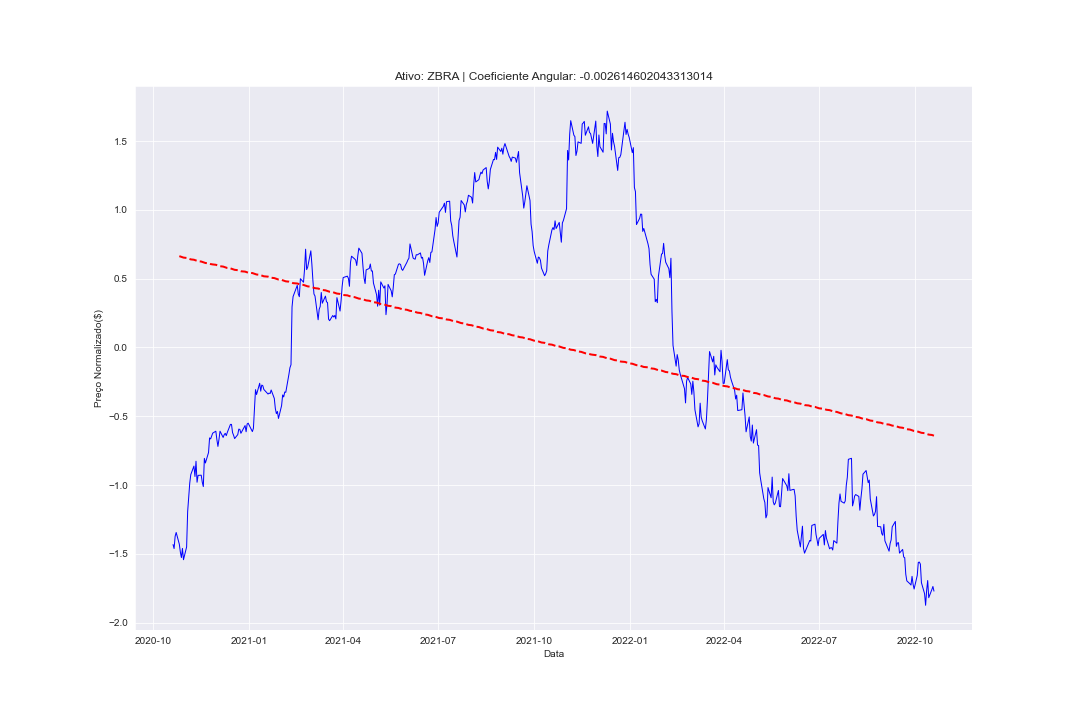 Ativo: ZBRA | Coeficiente Angular: -0.002614602043313014
1.5
1.0
0.5
0.0
−0.5
−1.0
−1.5
−2.0
Preço Normalizado($)
2020-10 2021-01 2021-04 2021-07 2021-10 2022-01 2022-04 2022-07 2022-10
Data